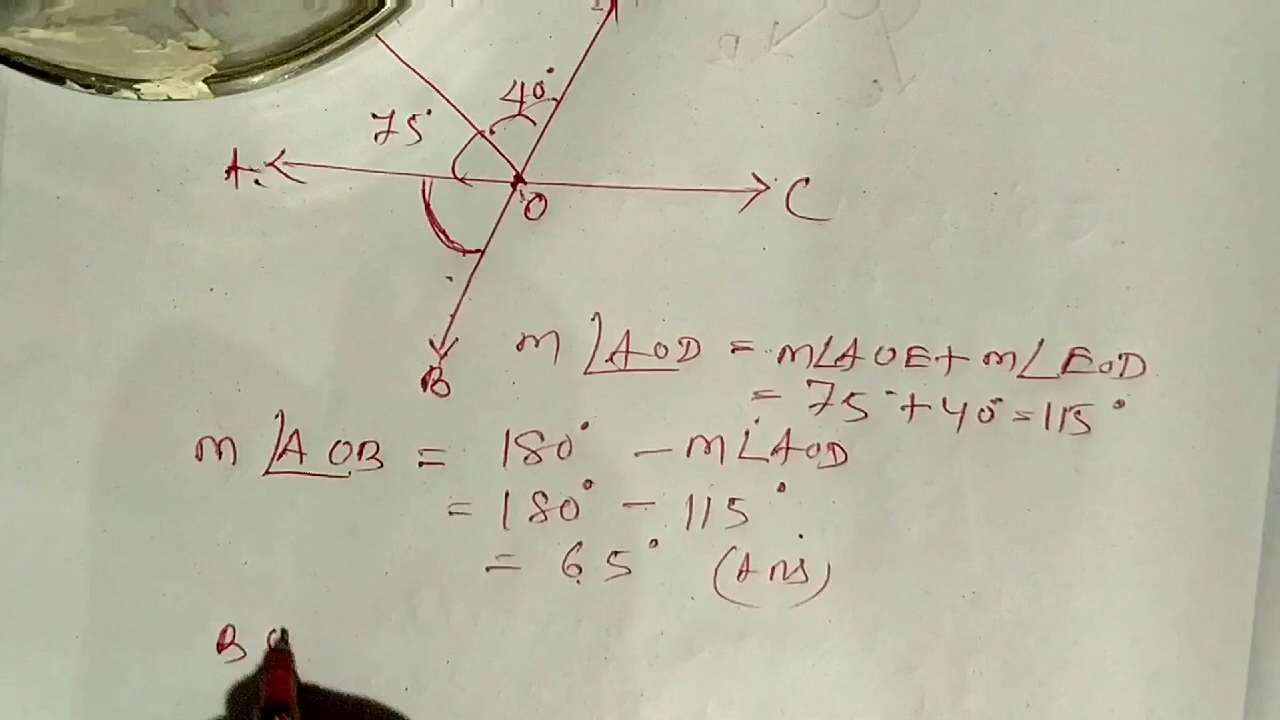 40°
75°
A
C
O
B
m∠AOD = m∠AOE + m∠EOD
= 75° + 40° = 115°
m∠AOB = 180° - m∠AOD
= 180° - 115°
= 65° (Ans)
B